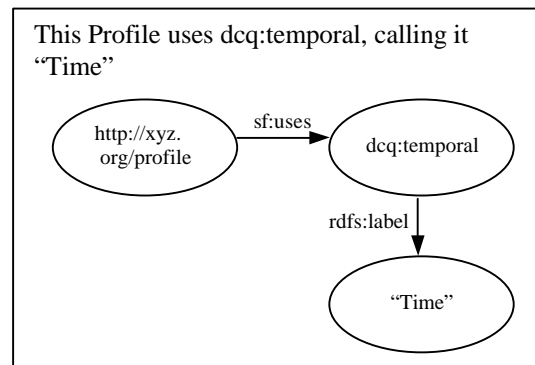 This Profile uses dcq:temporal, calling it
“Time”
http://xyz.
org/profile
sf:uses
dcq:temporal
rdfs:label
“Time”